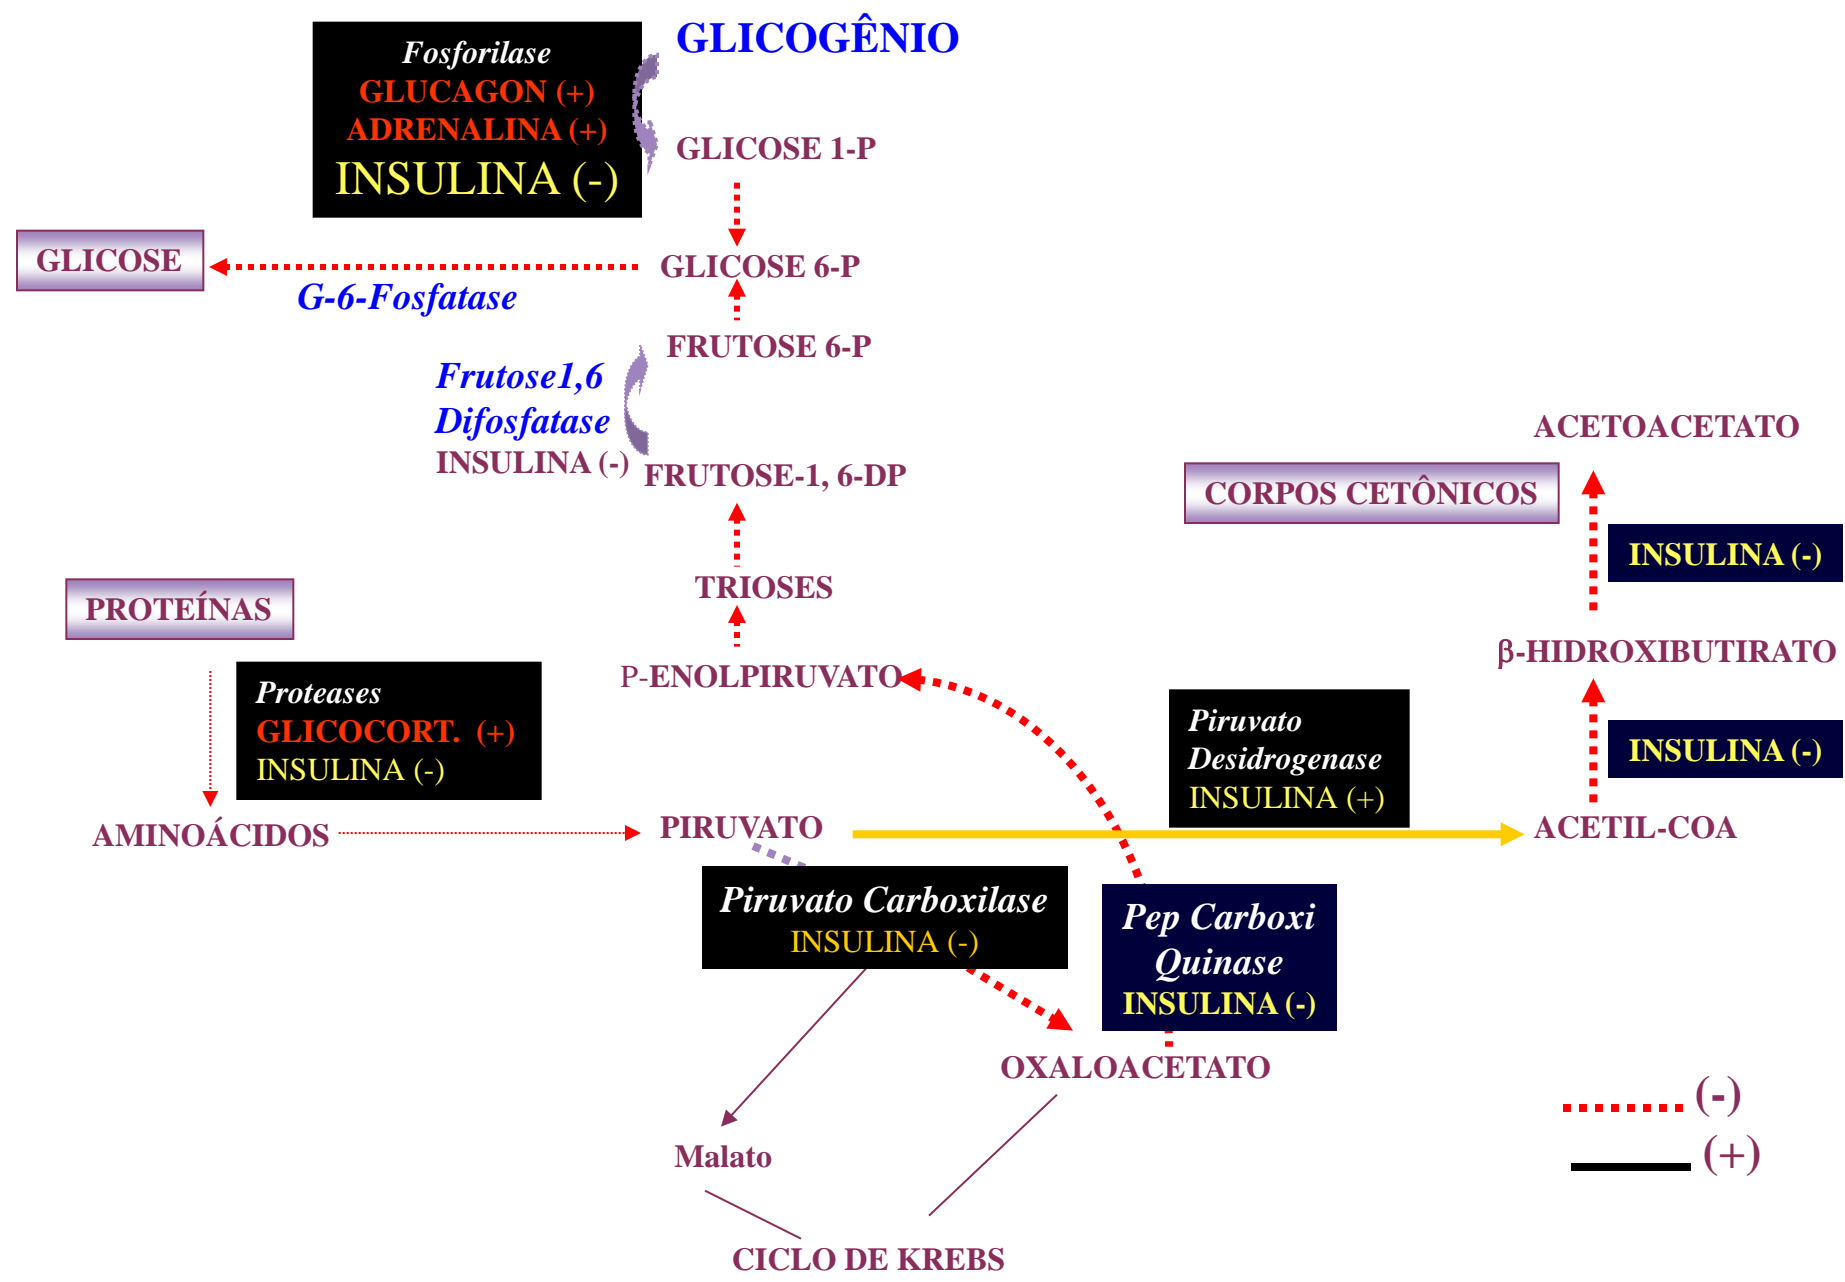 GLICOGÊNIO
Fosforilase
GLUCAGON (+)
ADRENALINA (+)
INSULINA (-)
GLICOSE 1-P
GLICOSE
GLICOSE 6-P
G-6-Fosfatase
FRUTOSE 6-P
Frutose1,6
Difosfatase
INSULINA (-)
FRUTOSE-1, 6-DP
ACETOACETATO
CORPOS CETÔNICOS
INSULINA (-)
TRIOSES
PROTEÍNAS
β-HIDROXIBUTIRATO
P-ENOLPIRUVATO
Proteases
GLICOCORT. (+)
INSULINA (-)
Piruvato
Desidrogenase
INSULINA (+)
INSULINA (-)
AMINOÁCIDOS
PIRUVATO
ACETIL-COA
Piruvato Carboxilase
INSULINA (-)
Pep Carboxi
Quinase
INSULINA (-)
OXALOACETATO
(-)
(+)
Malato
CICLO DE KREBS